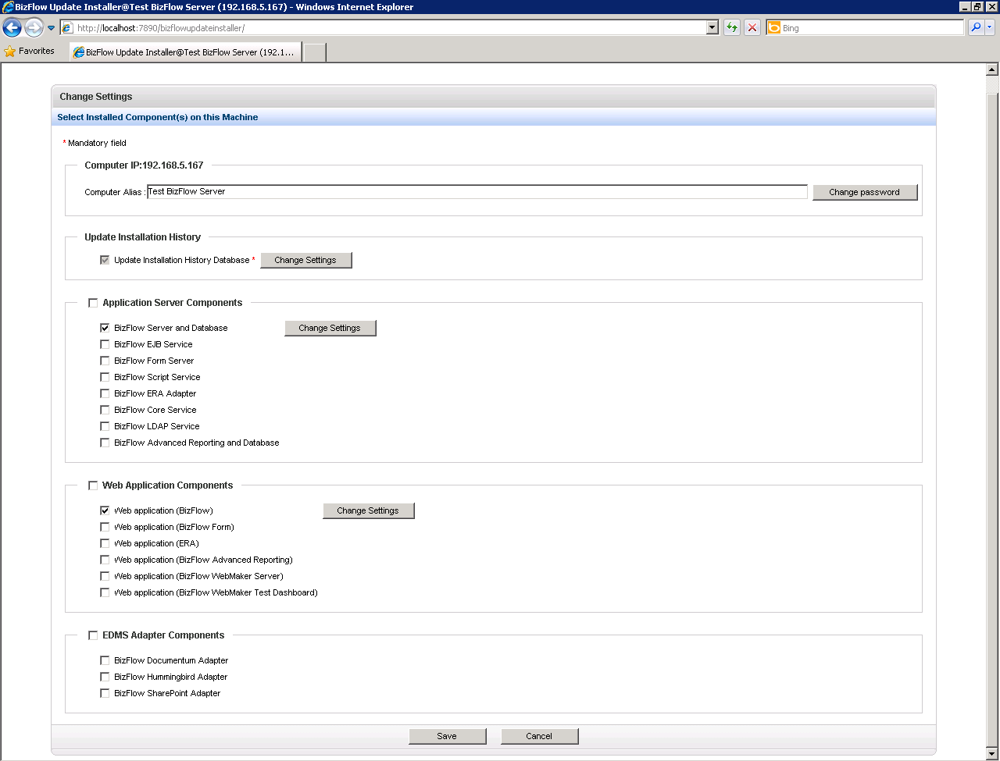 BizFlow Update Installer@Test BizFlow Server (192.168.5.167) - Windows Internet Explorer
http://localhost:7890/bizflowupdateinstaller/
Bing
Favorites
BizFlow Update Installer@Test BizFlow Server (192.1...
Change Settings
Select Installed Component(s) on this Machine
* Mandatory field
Computer IP:192.168.5.167
Computer Alias : Test BizFlow Server Change password
Update Installation History
Update Installation History Database * Change Settings
Application Server Components
BizFlow Server and Database Change Settings
BizFlow EJB Service
BizFlow Form Server
BizFlow Script Service
BizFlow ERA Adapter
BizFlow Core Service
BizFlow LDAP Service
BizFlow Advanced Reporting and Database
Web Application Components
Web application (BizFlow) Change Settings
Web application (BizFlow Form)
Web application (ERA)
Web application (BizFlow Advanced Reporting)
Web application (BizFlow WebMaker Server)
Web application (BizFlow WebMaker Test Dashboard)
EDMS Adapter Components
BizFlow Documentum Adapter
BizFlow Hummingbird Adapter
BizFlow SharePoint Adapter
Save Cancel